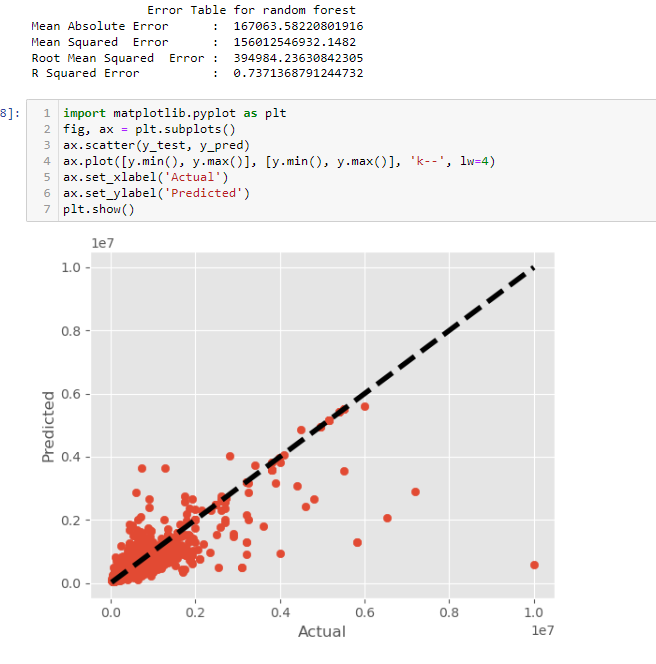 Error Table for random forest
Mean Absolute Error      :  167063.58220801916
Mean Squared  Error      :  156012546932.1482
Root Mean Squared  Error :  394984.23630842305
R Squared Error          :  0.7371368791244732
8]:
1 import matplotlib.pyplot as plt
2 fig, ax = plt.subplots()
3 ax.scatter(y_test, y_pred)
4 ax.plot([y.min(), y.max()], [y.min(), y.max()], 'k--', lw=4)
5 ax.set_xlabel('Actual')
6 ax.set_ylabel('Predicted')
7 plt.show()
1e7
1.0
0.8
0.6
0.4
0.2
0.0
Predicted
0.0 0.2 0.4 0.6 0.8 1.0
1e7
Actual